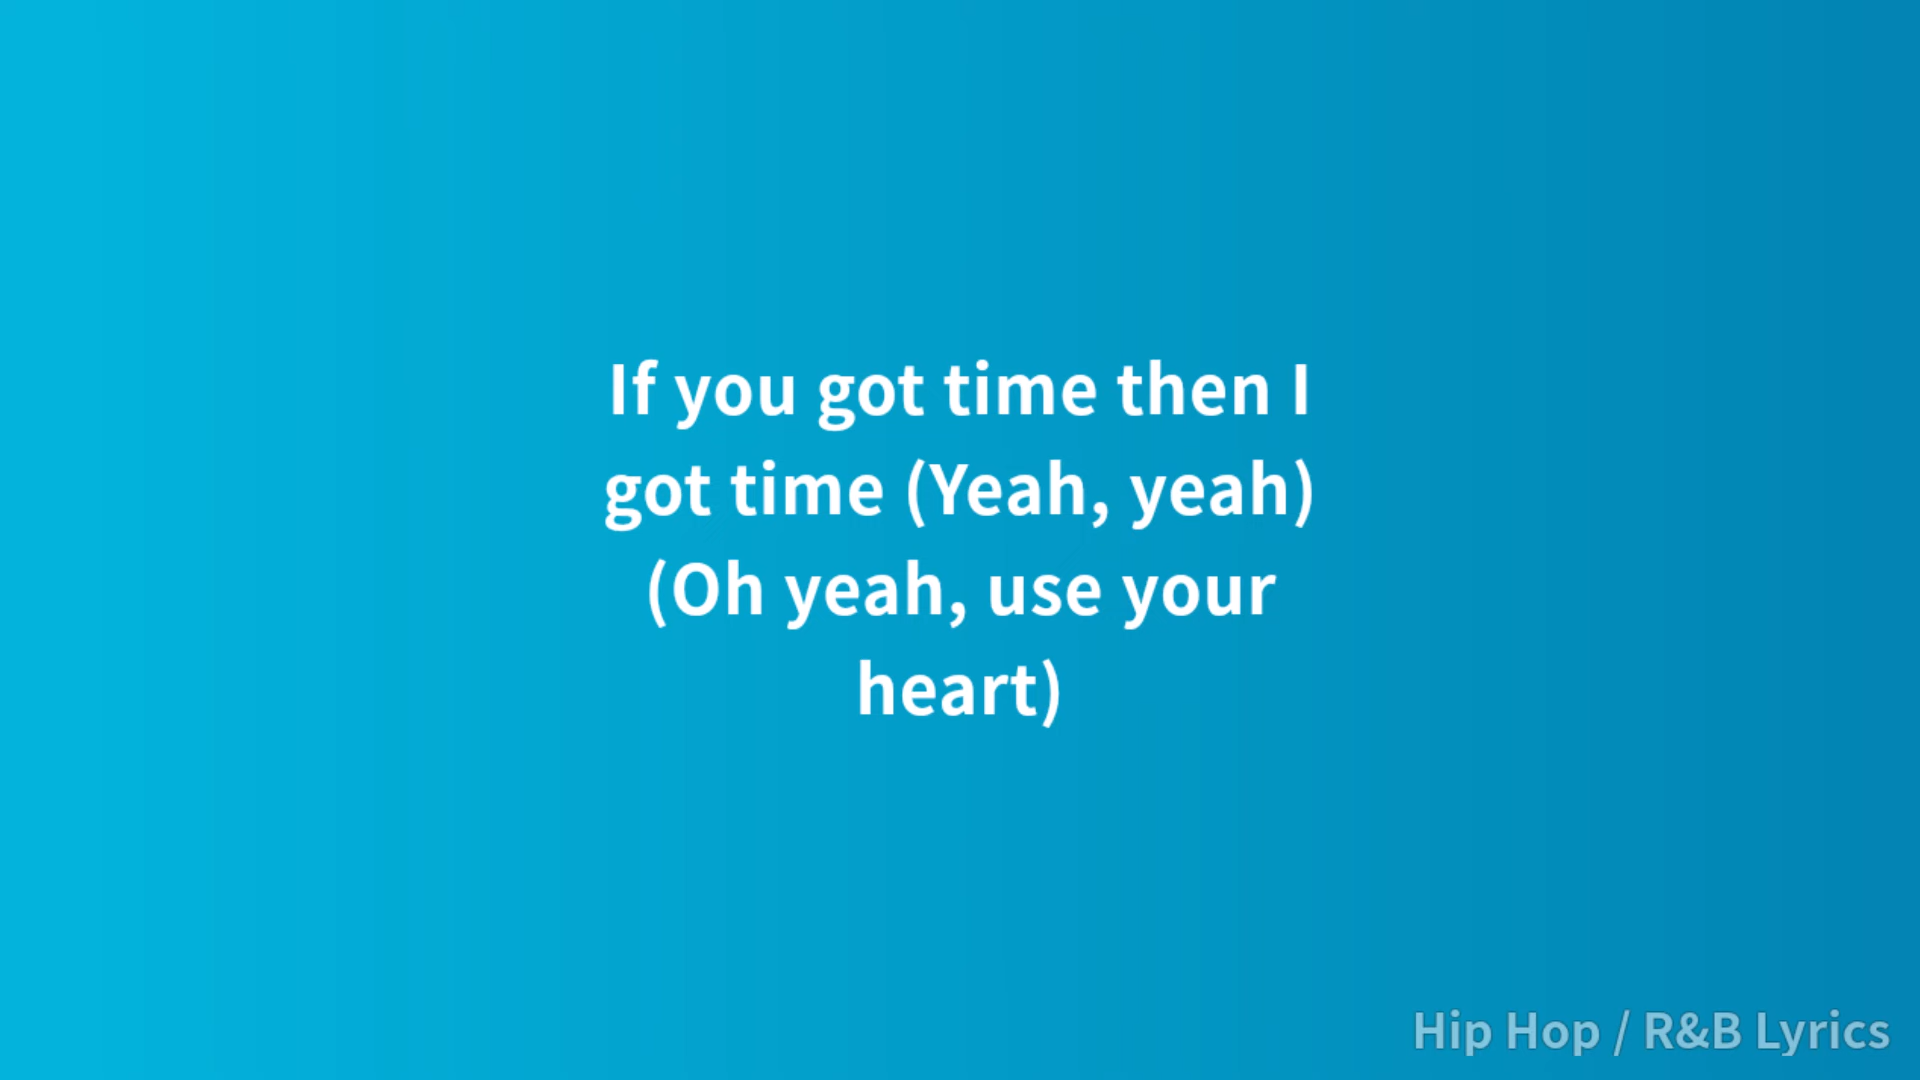 If you got time then I
got time (Yeah, yeah)
(Oh yeah, use your
heart)
Hip Hop / R&B Lyrics